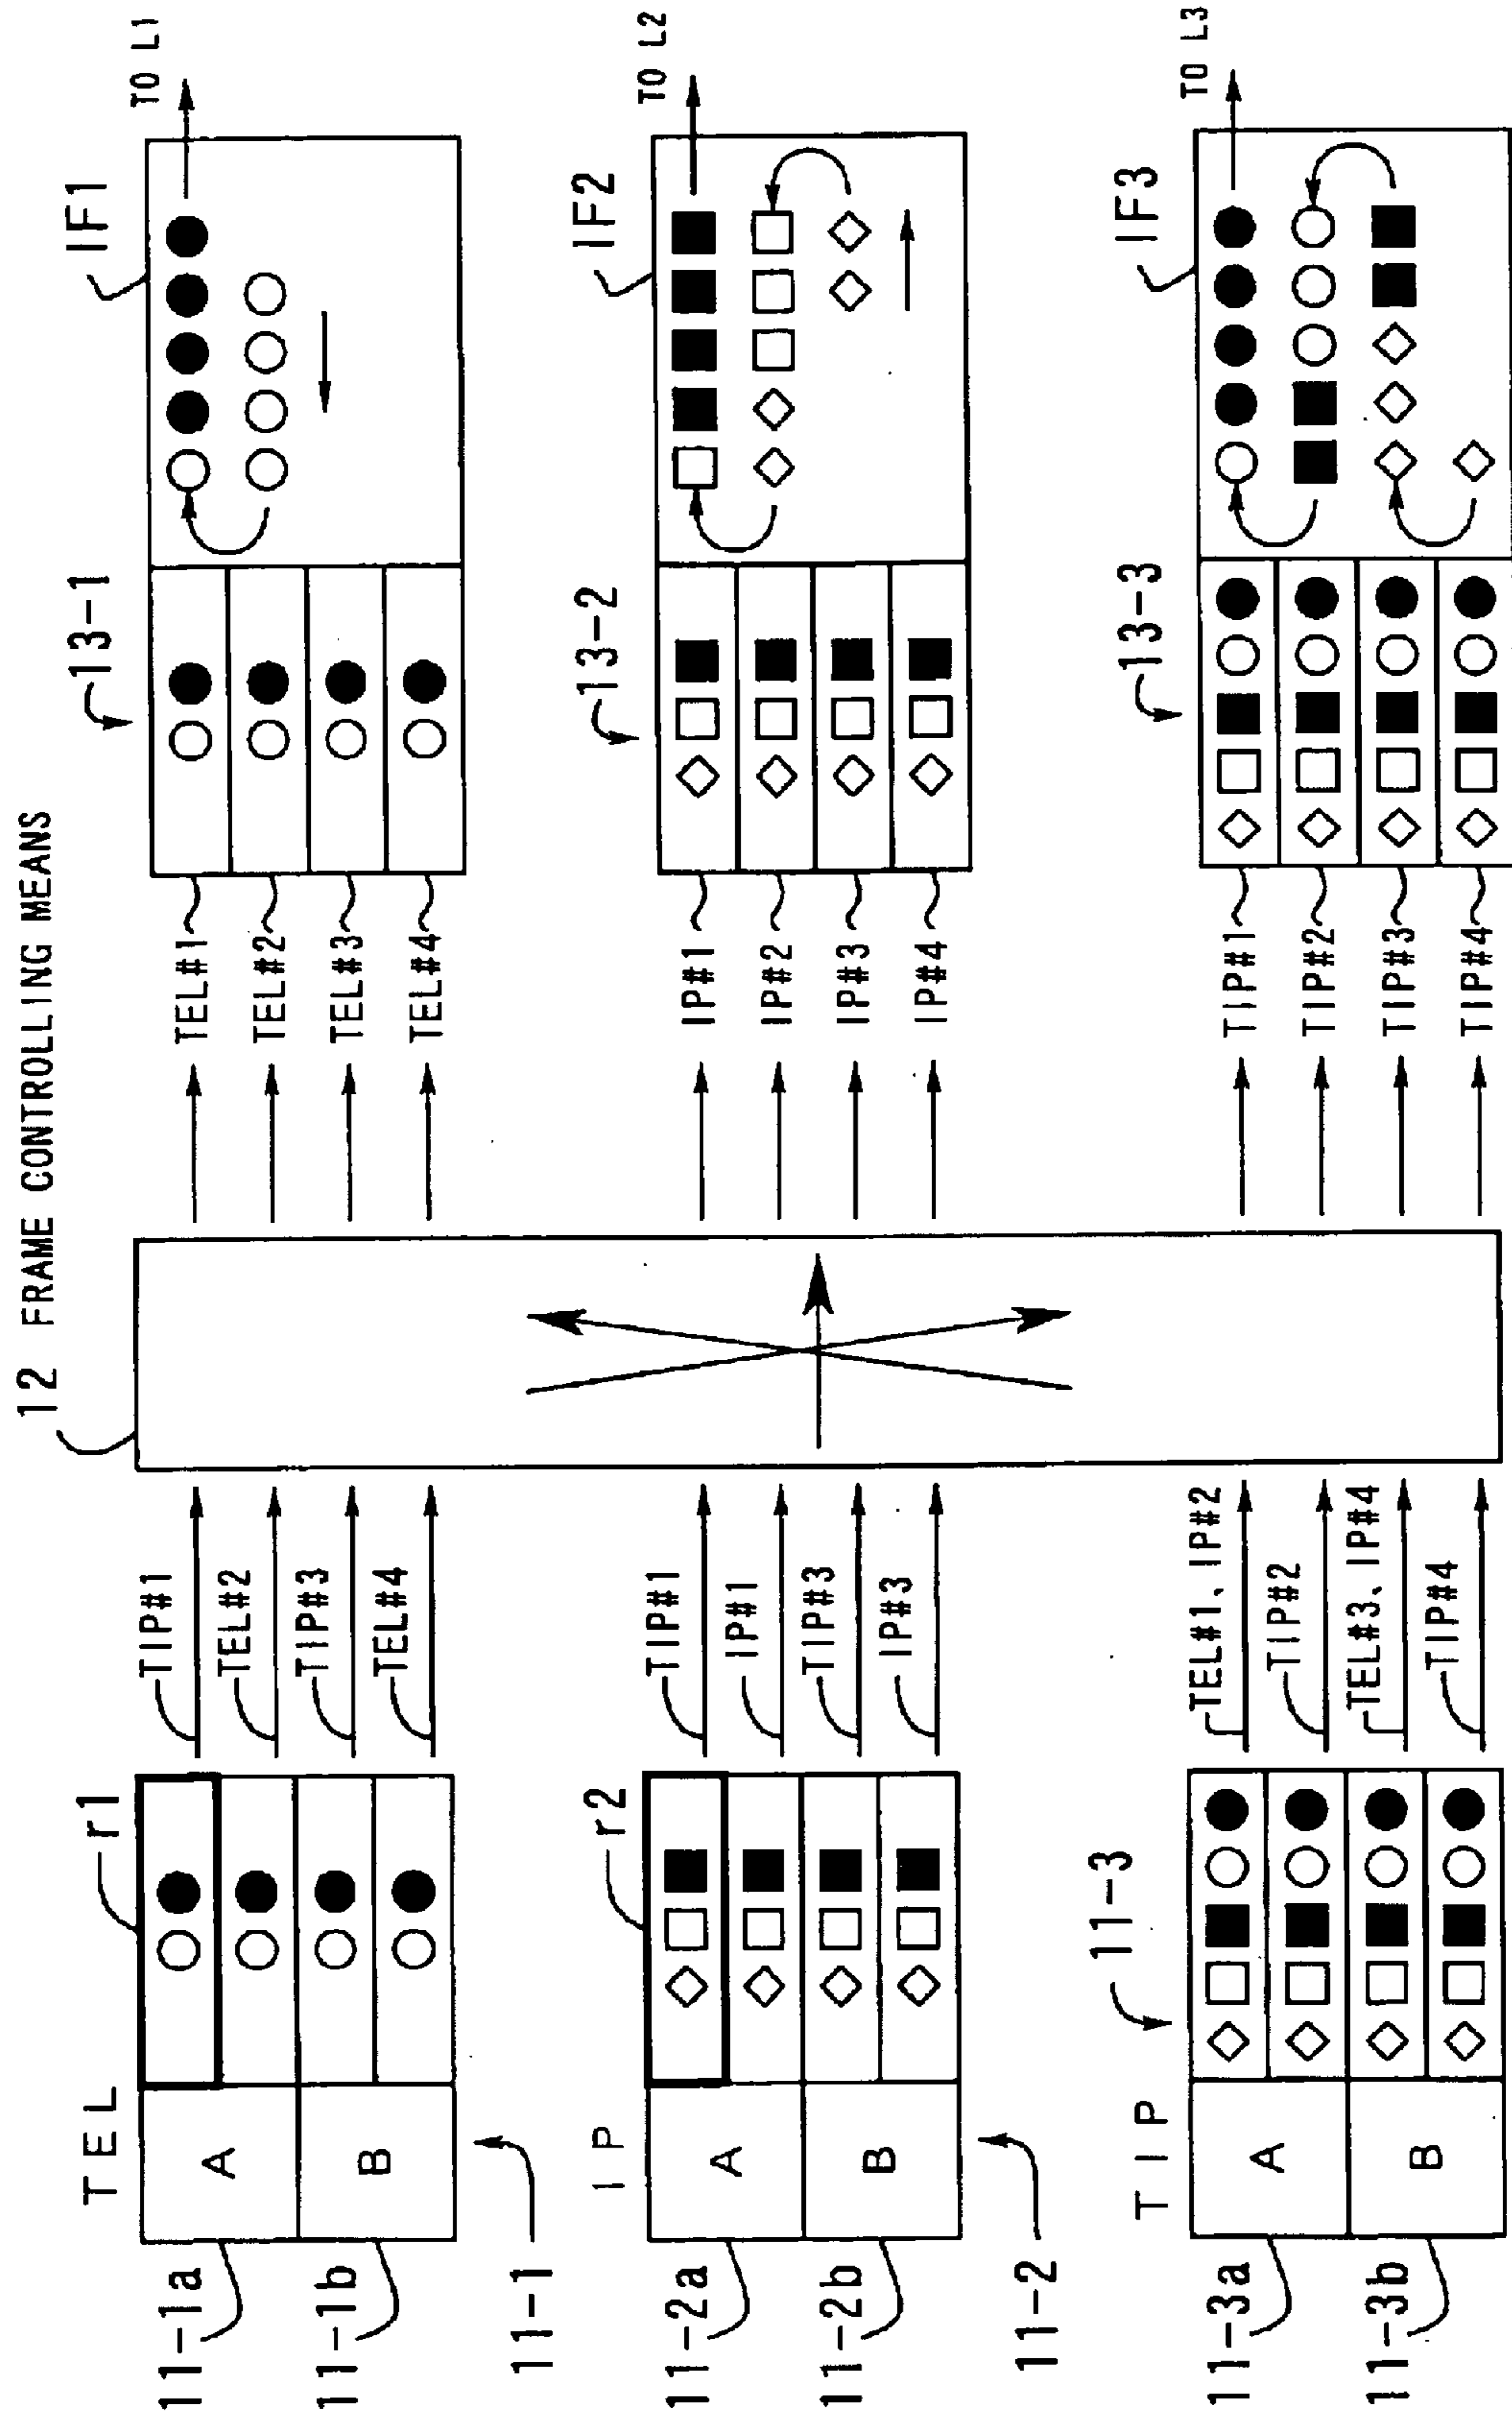 12 FRAME CONTROLLING MEANS
TEL
r1
11-1a
A
11-1b
B
11-1
TIP#1
TEL#2
TIP#3
TEL#4
TEL#1
TEL#2
TEL#3
TEL#4
13-1
IF1
TO L1
IP
r2
11-2a
A
11-2b
B
11-2
TIP#1
IP#1
TIP#3
IP#3
IP#1
IP#2
IP#3
IP#4
13-2
IF2
TO L2
TIP
11-3
11-3a
A
11-3b
B
TEL#1、IP#2
TIP#2
TEL#3、IP#4
TIP#4
TIP#1
TIP#2
TIP#3
TIP#4
13-3
IF3
TO L3